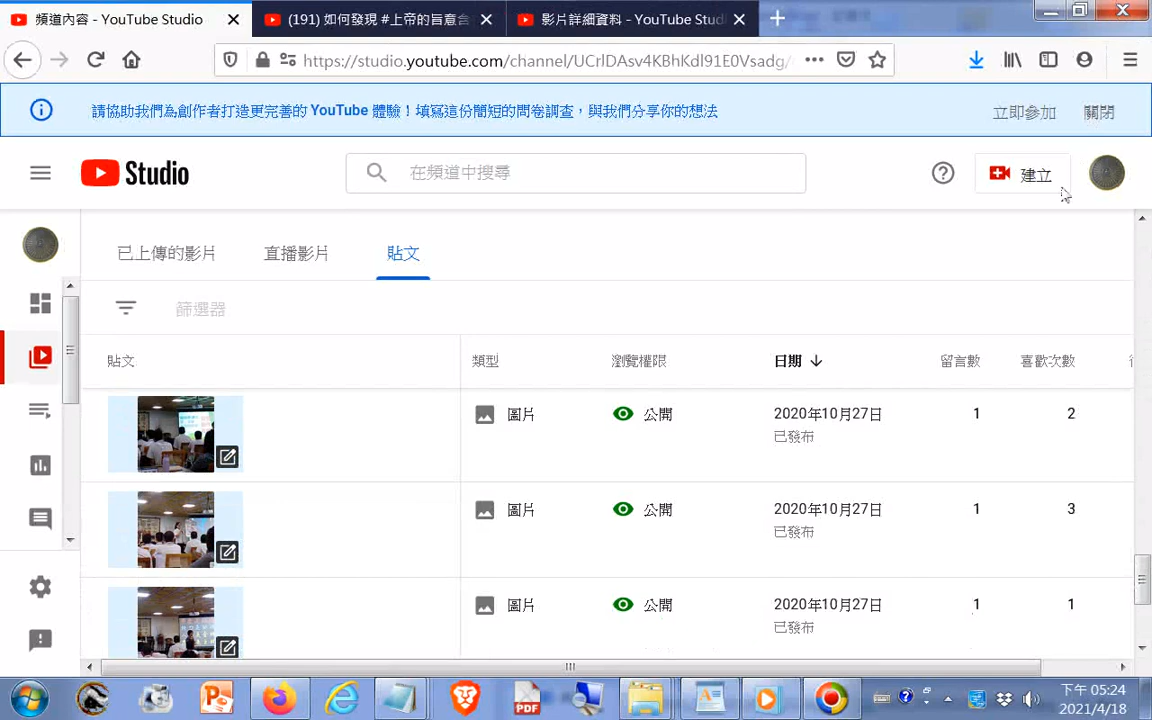 頻道內容 - YouTube Studio
(191) 如何發現 #上帝的旨意含
影片詳細資料 - YouTube Stud
https://studio.youtube.com/channel/UCrlDAsv4KBhKdl91E0Vsadg/
請協助我們為創作者打造更完善的 YouTube 體驗！填寫這份簡短的問卷調查，與我們分享你的想法
立即參加
關閉
Studio
在頻道中搜尋
建立
已上傳的影片
直播影片
貼文
篩選器
貼文
類型
瀏覽權限
日期
留言數
喜歡次數
圖片
公開
2020年10月27日
1
2
已發布
圖片
公開
2020年10月27日
1
3
已發布
圖片
公開
2020年10月27日
1
1
已發布
PDF
下午 05:24
2021/4/18